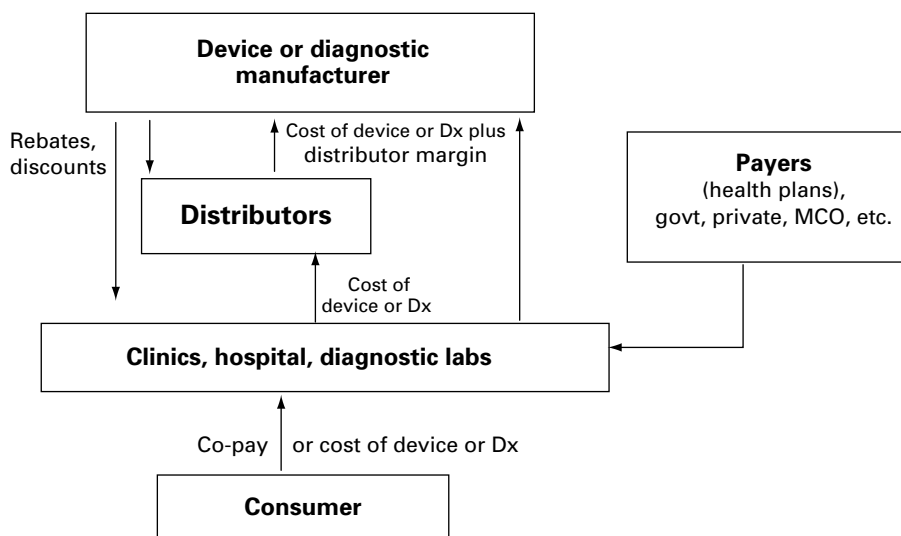 Device or diagnostic
manufacturer
Rebates,
discounts
Cost of device or Dx plus
distributor margin
Payers
(health plans),
govt, private, MCO, etc.
Distributors
Cost of
device or Dx
Clinics, hospital, diagnostic labs
Co-pay or cost of device or Dx
Consumer